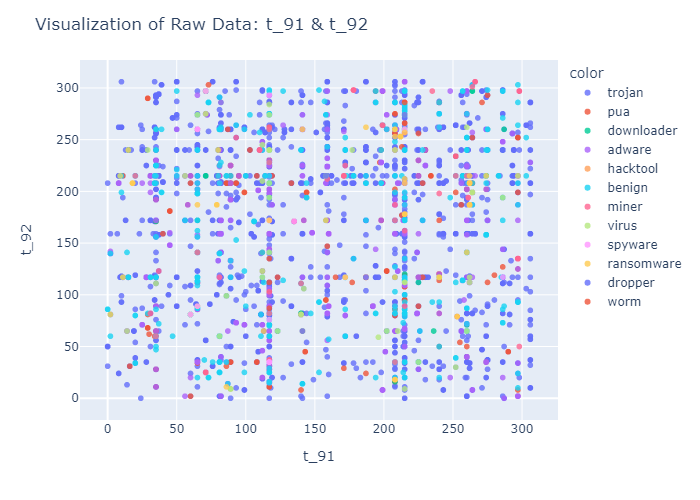 Visualization of Raw Data: t_91 & t_92
color
trojan
pua
downloader
adware
hacktool
benign
miner
virus
spyware
ransomware
dropper
worm
300
250
200
150
100
50
0
t_92
0 50 100 150 200 250 300
t_91